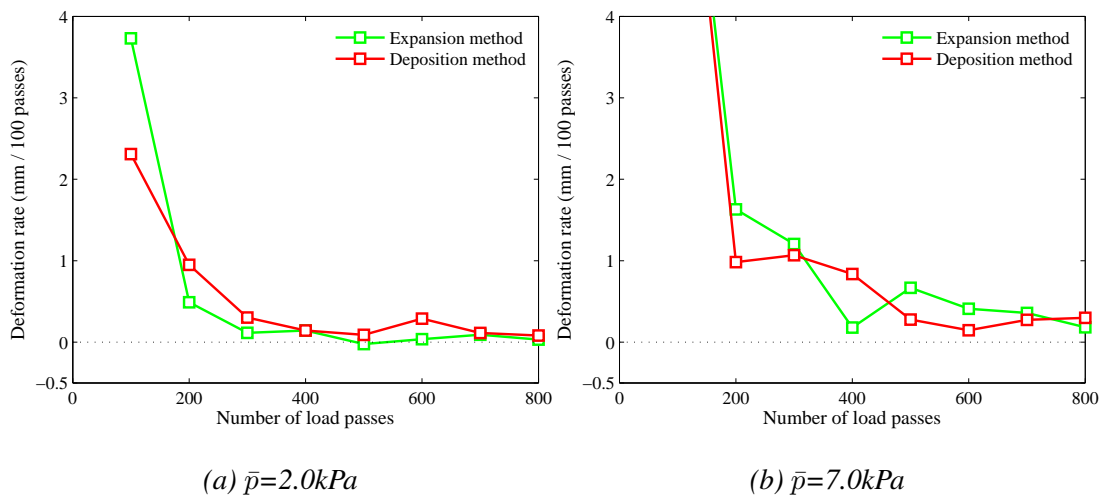 4
3
2
1
0
−0.5
0
200
400
600
800
Deformation rate (mm / 100 passes)
Number of load passes
Expansion method
Deposition method
(a) p̄=2.0kPa
4
3
2
1
0
−0.5
0
200
400
600
800
Deformation rate (mm / 100 passes)
Number of load passes
Expansion method
Deposition method
(b) p̄=7.0kPa